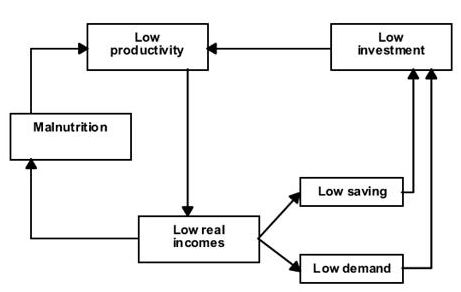 Low
productivity
Low
investment
Malnutrition
Low saving
Low real
incomes
Low demand